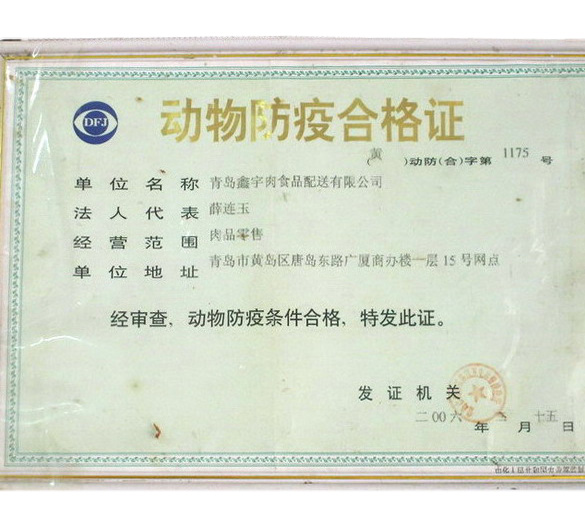 DFJ
动物防疫合格证
(黄)动防(合)字第 1175 号
单位名称 青岛鑫宇肉食品配送有限公司
法人代表 薛连玉
经营范围 肉品零售
单位地址 青岛市黄岛区唐岛东路广厦商办楼一层15号网点
经审查,动物防疫条件合格,特发此证。
发证机关
二00六年 月十五日